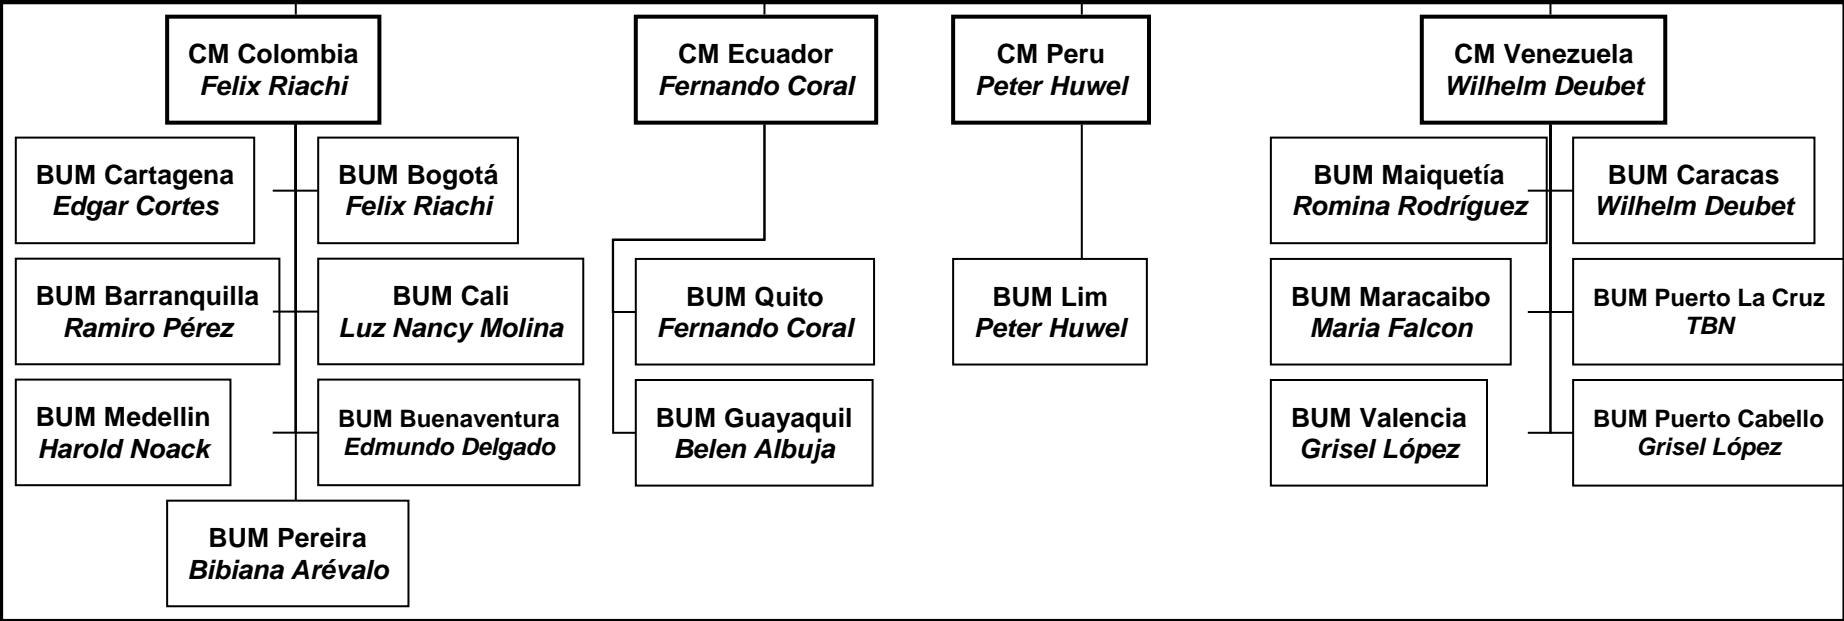 CM Colombia
Felix Riachi
CM Ecuador
Fernando Coral
CM Peru
Peter Huwel
CM Venezuela
Wilhelm Deubet
BUM Cartagena
Edgar Cortes
BUM Bogotá
Felix Riachi
BUM Maiquetía
Romina Rodríguez
BUM Caracas
Wilhelm Deubet
BUM Barranquilla
Ramiro Pérez
BUM Cali
Luz Nancy Molina
BUM Quito
Fernando Coral
BUM Lim
Peter Huwel
BUM Maracaibo
Maria Falcon
BUM Puerto La Cruz
TBN
BUM Medellin
Harold Noack
BUM Buenaventura
Edmundo Delgado
BUM Guayaquil
Belen Albuja
BUM Valencia
Grisel López
BUM Puerto Cabello
Grisel López
BUM Pereira
Bibiana Arévalo